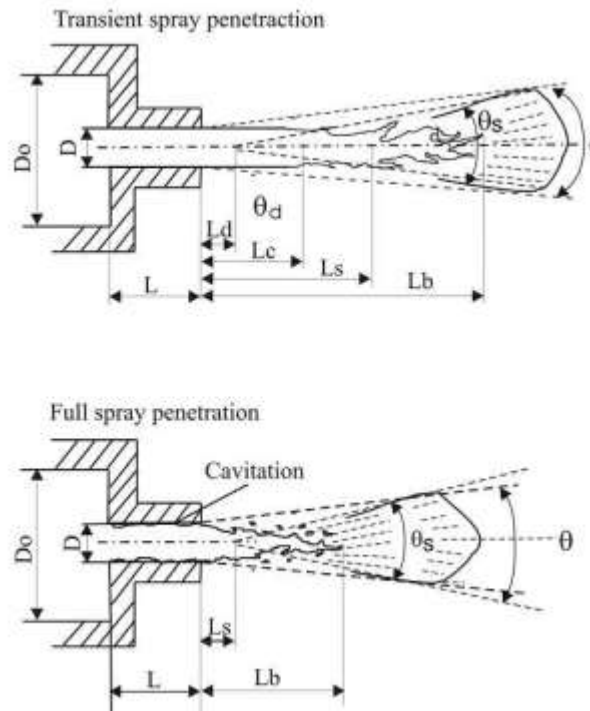 Transient spray penetraction
Do
D
θs
θd
Ld
Lc
L
Ls
Lb
Full spray penetration
Cavitation
Do
D
θs
θ
Ls
L
Lb